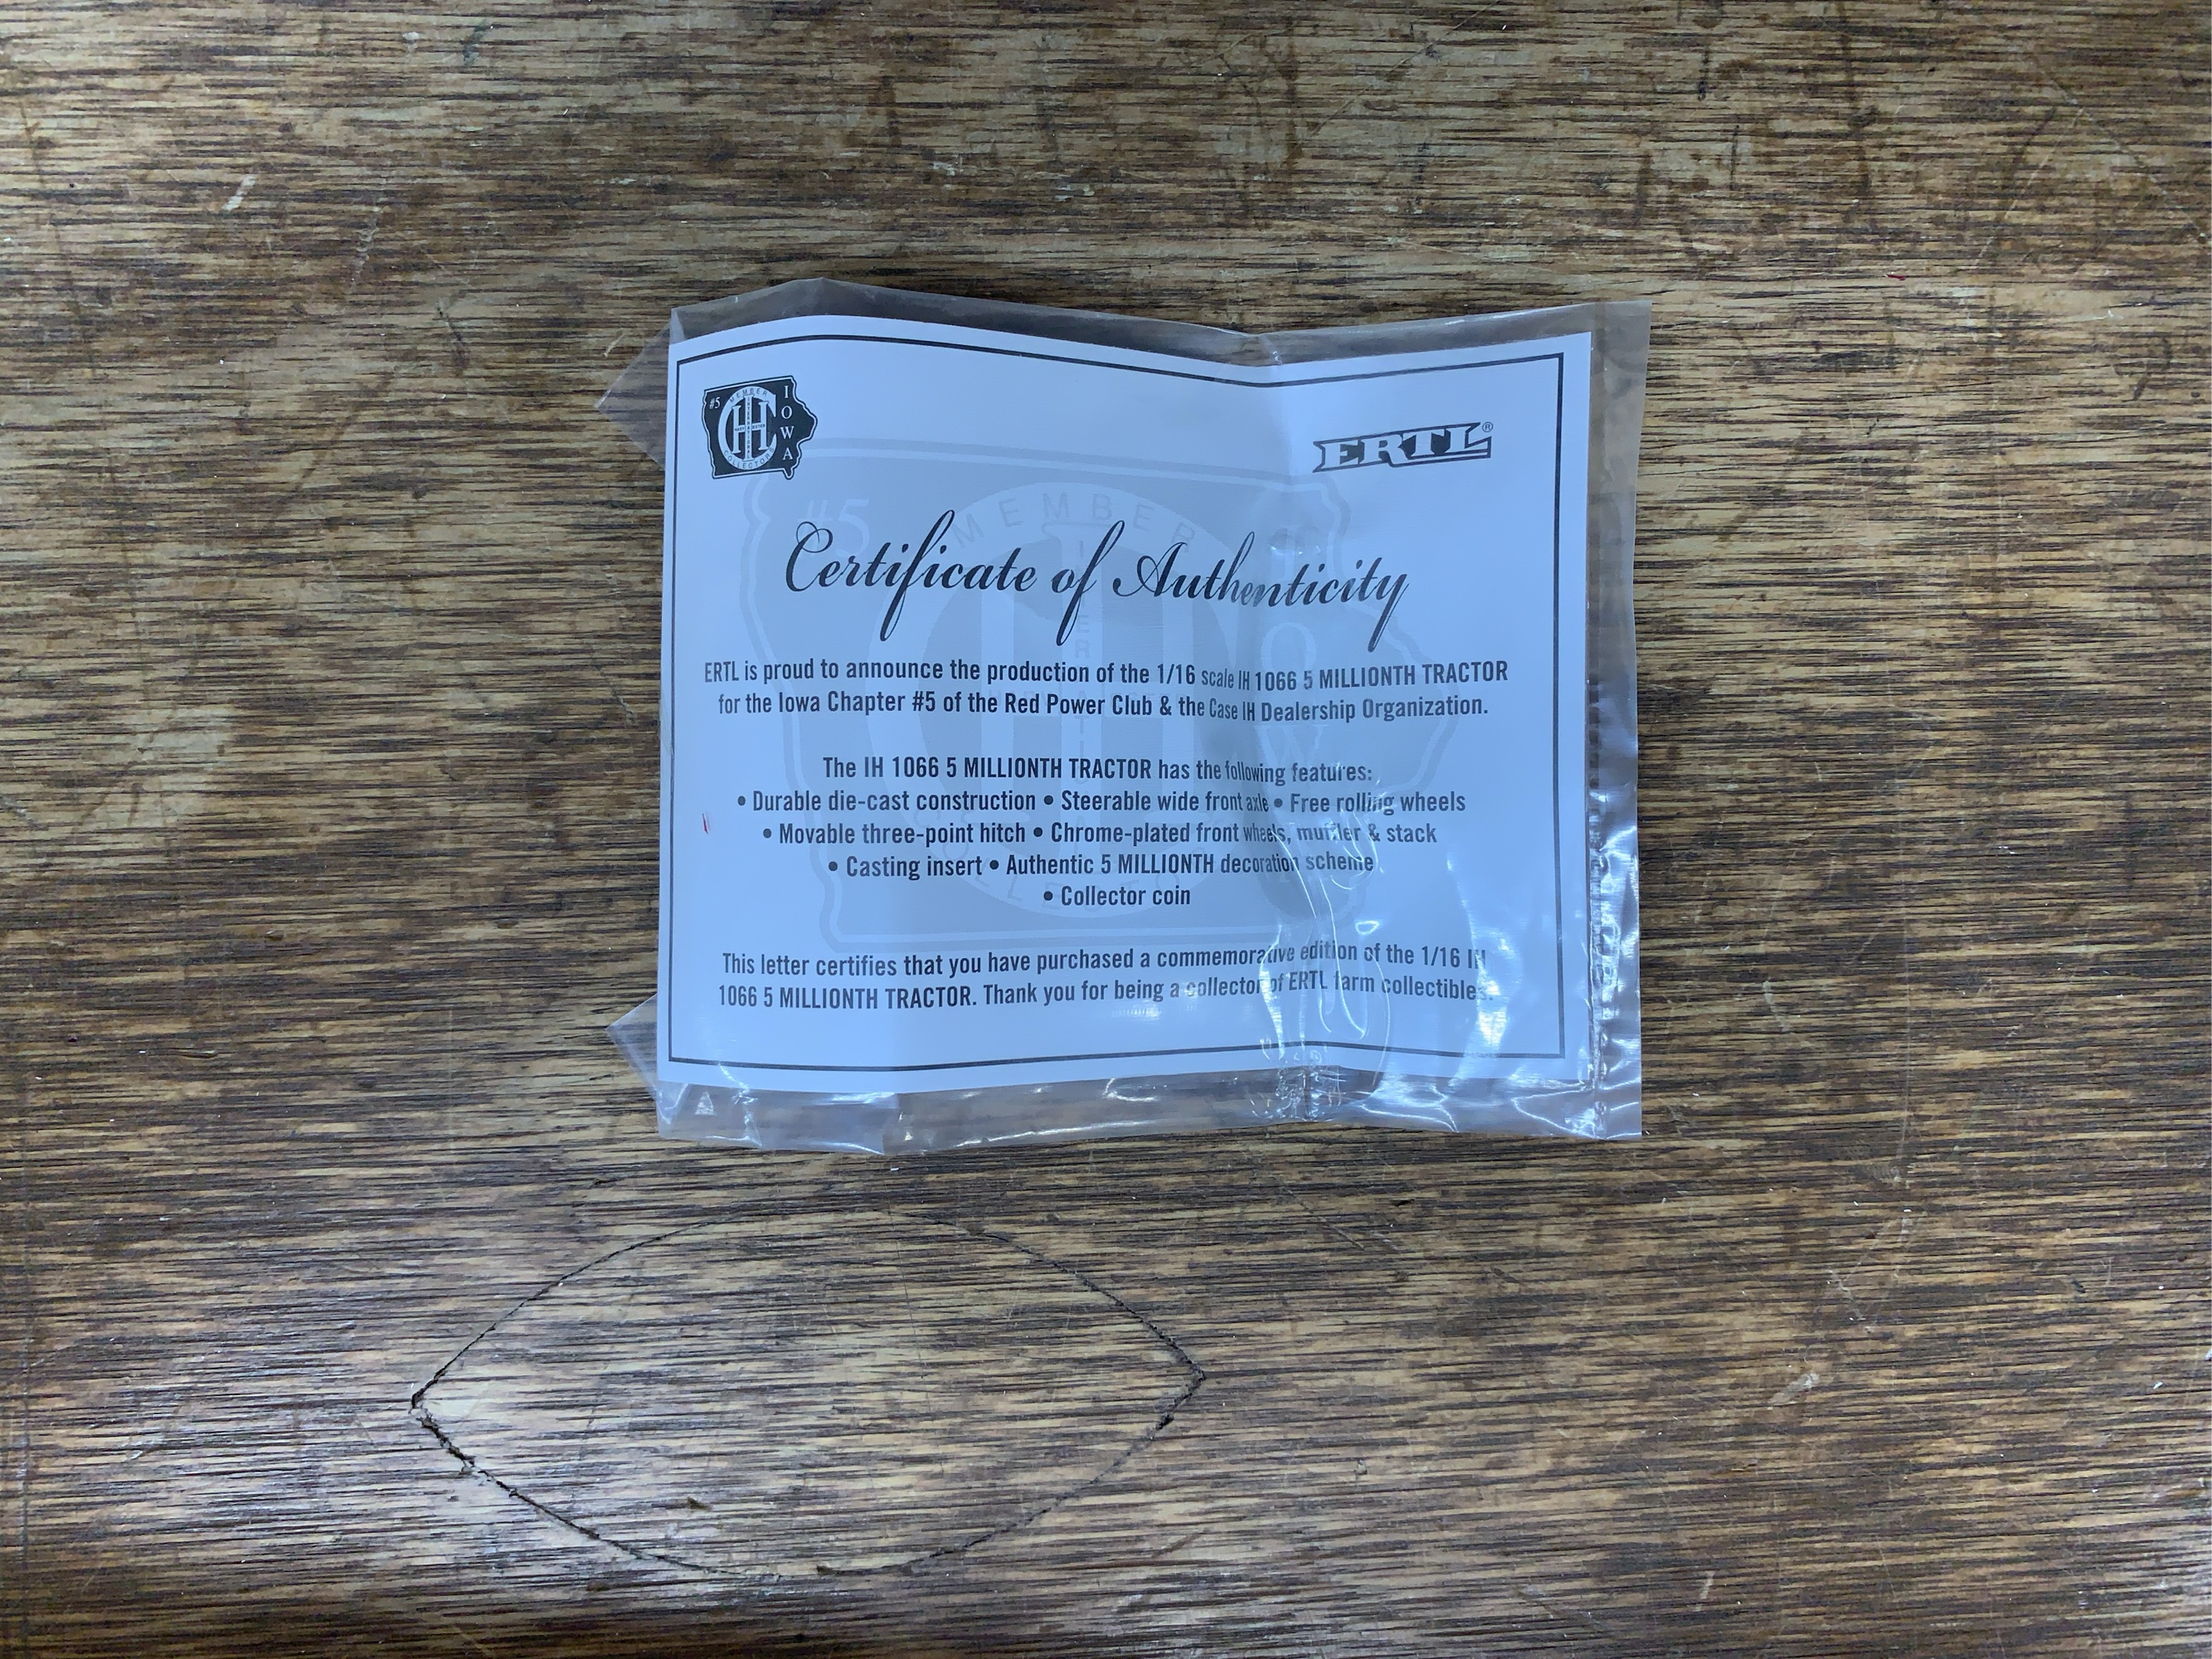 #5 MEMBER IOWA
IH
COLLECTORS
ERTL®
Certificate of Authenticity
ERTL is proud to announce the production of the 1/16 scale IH 1066 5 MILLIONTH TRACTOR
for the Iowa Chapter #5 of the Red Power Club & the Case IH Dealership Organization.
The IH 1066 5 MILLIONTH TRACTOR has the following features:
• Durable die-cast construction • Steerable wide front axle • Free rolling wheels
• Movable three-point hitch • Chrome-plated front wheels, muffler & stack
• Casting insert • Authentic 5 MILLIONTH decoration scheme
• Collector coin
This letter certifies that you have purchased a commemorative edition of the 1/16 IH
1066 5 MILLIONTH TRACTOR. Thank you for being a collector of ERTL farm collectibles.